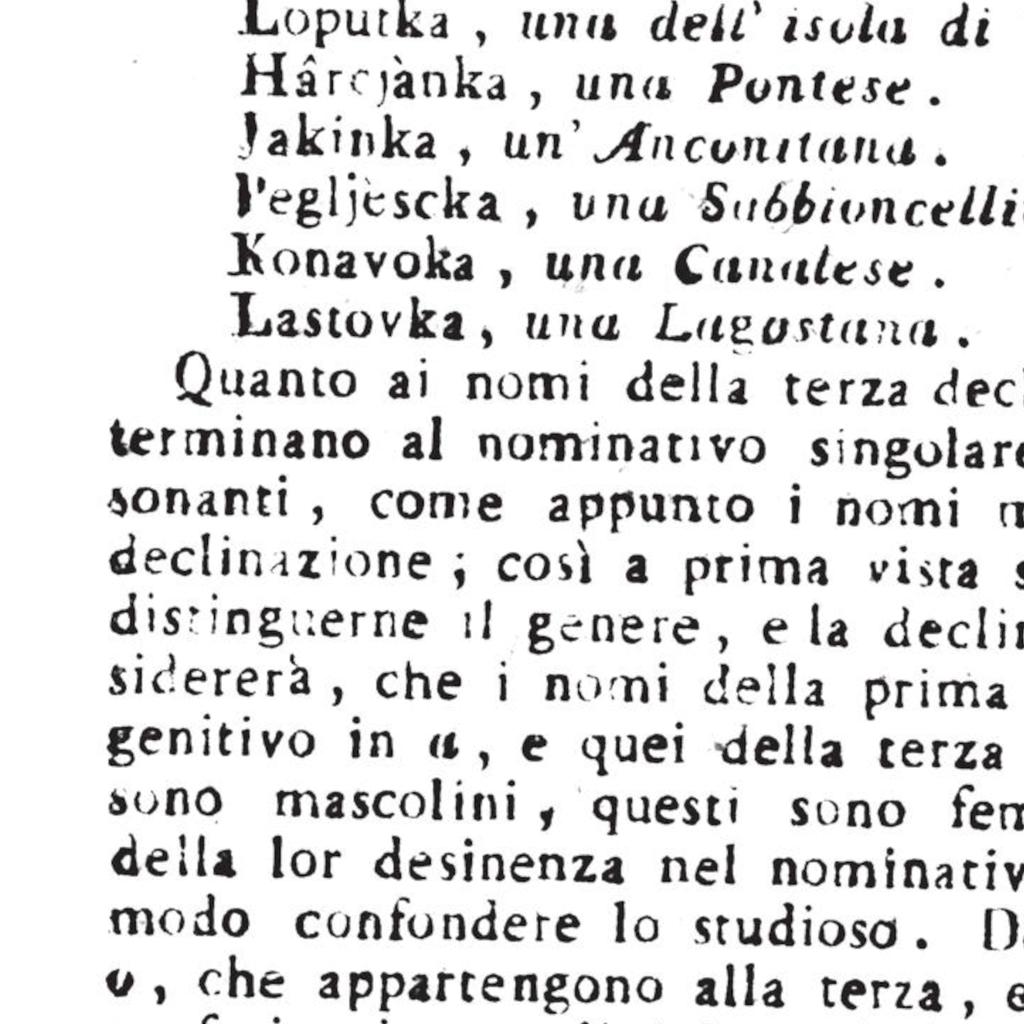 Loputka , una dell' isola di
Hârcjànka , una Pontese .
Jakinka , un' Anconitana .
Pegljèscka , una Sabbioncelli
Konavoka , una Canalese .
Lastovka , una Lagostana .
Quanto ai nomi della terza decl
terminano al nominativo singolare
sonanti , come appunto i nomi m
declinazione ; così a prima vista s
distinguerne il genere , e la declin
sidererà , che i nomi della prima
genitivo in a , e quei della terza
sono mascolini , questi sono fem
della lor desinenza nel nominativ
modo confondere lo studioso . D
o , che appartengono alla terza , e